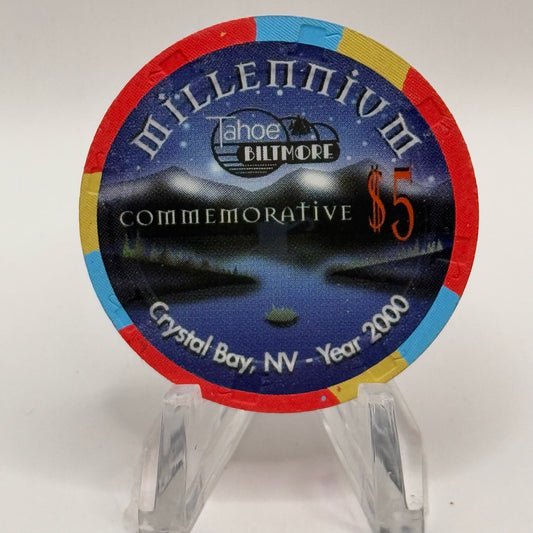 MILLENNIUM
Tahoe
BILTMORE
COMMEMORATIVE $5
Crystal Bay, NV - Year 2000